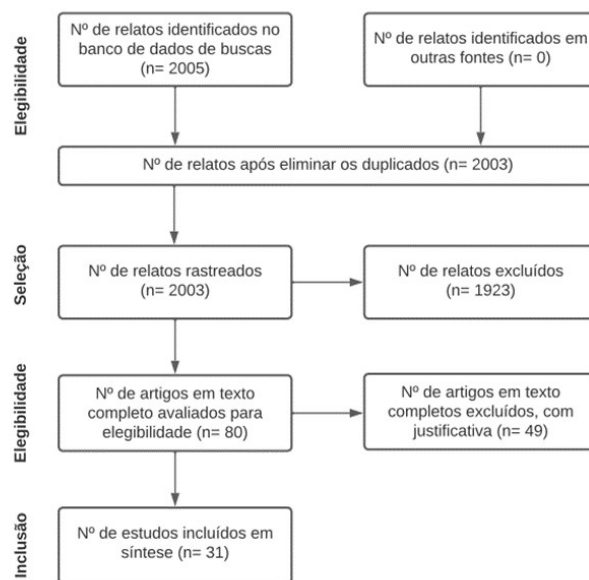 Elegibilidade
Nº de relatos identificados no
banco de dados de buscas
(n= 2005)
Nº de relatos identificados em
outras fontes (n= 0)
Nº de relatos após eliminar os duplicados (n= 2003)
Seleção
Nº de relatos rastreados
(n= 2003)
Nº de relatos excluídos
(n= 1923)
Elegibilidade
Nº de artigos em texto
completo avaliados para
elegibilidade (n= 80)
Nº de artigos em texto
completos excluídos, com
justificativa (n= 49)
Inclusão
Nº de estudos incluídos em
síntese (n= 31)